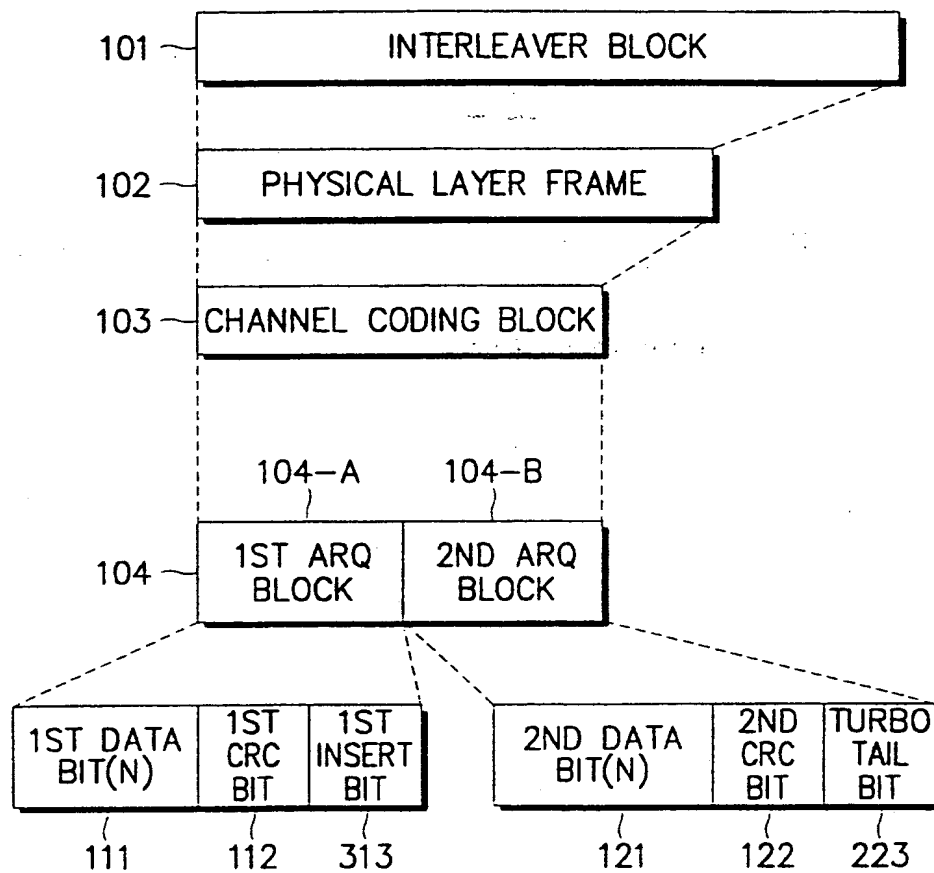 101
INTERLEAVER BLOCK
102
PHYSICAL LAYER FRAME
103
CHANNEL CODING BLOCK
104-A
104-B
104
1ST ARQ
BLOCK
2ND ARQ
BLOCK
1ST DATA
BIT(N)
1ST
CRC
BIT
1ST
INSERT
BIT
2ND DATA
BIT(N)
2ND
CRC
BIT
TURBO
TAIL
BIT
111
112
313
121
122
223